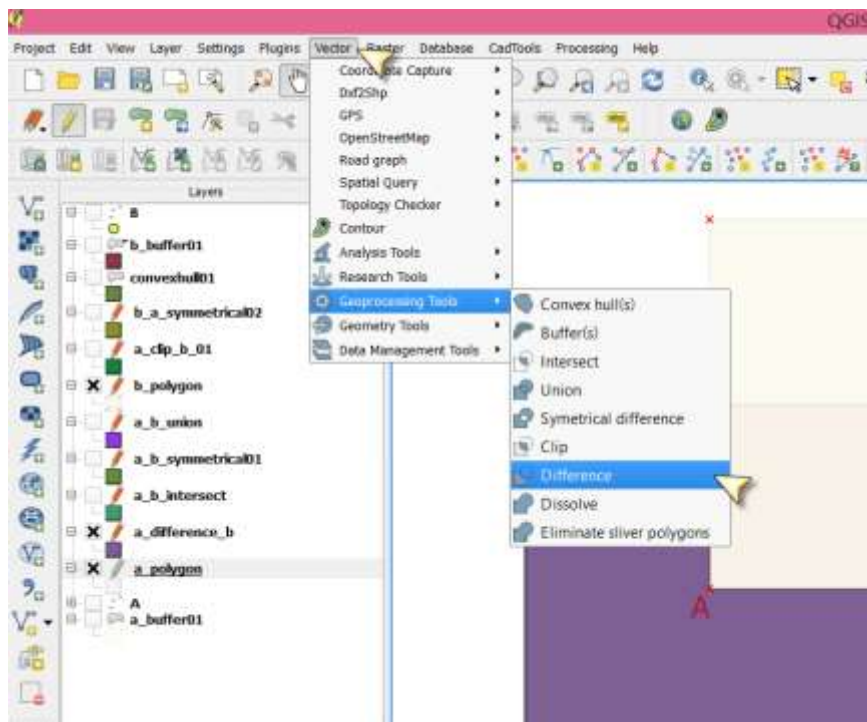 QGIS
Project Edit View Layer Settings Plugins Vector Raster Database CadTools Processing Help
Coordinate Capture
Dxf2Shp
GPS
OpenStreetMap
Road graph
Spatial Query
Topology Checker
Contour
Analysis Tools
Research Tools
Geoprocessing Tools
Geometry Tools
Data Management Tools
Convex hull(s)
Buffer(s)
Intersect
Union
Symetrical difference
Clip
Difference
Dissolve
Eliminate sliver polygons
Layers
B
b_buffer01
convexhull01
b_a_symmetrical02
a_clip_b_01
b_polygon
a_b_union
a_b_symmetrical01
a_b_intersect
a_difference_b
a_polygon
A
a_buffer01
A